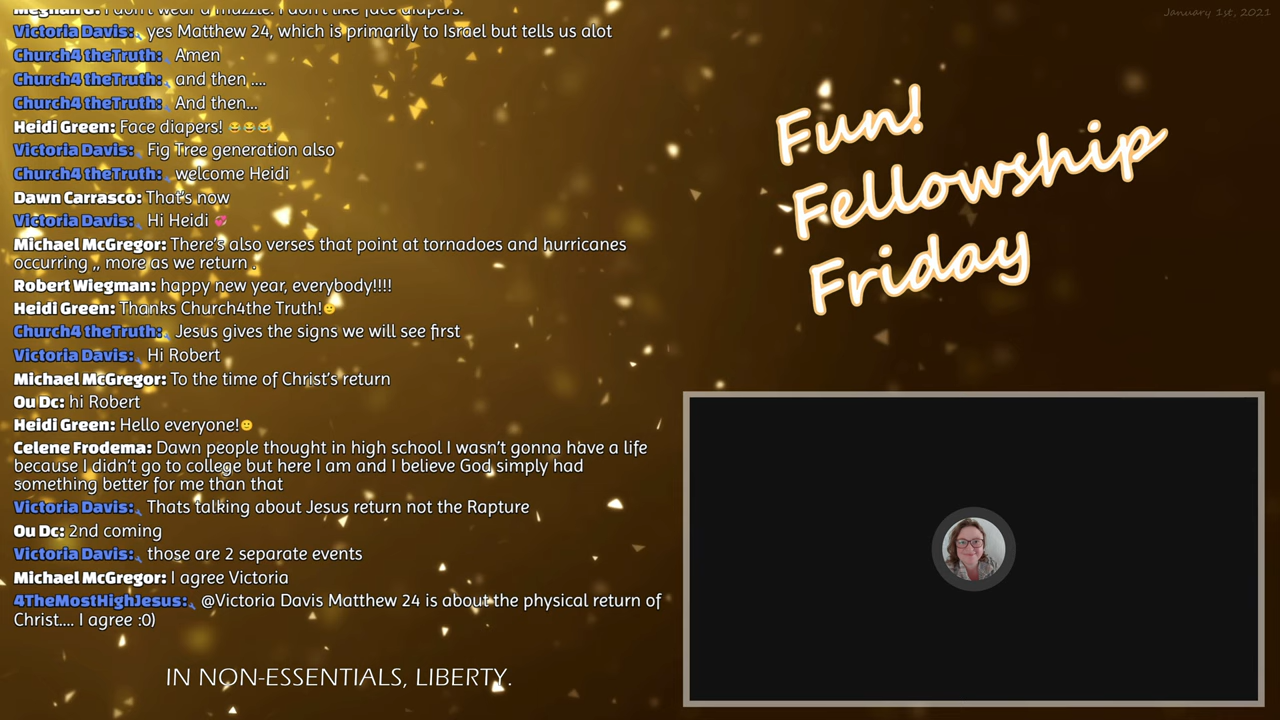 Meghan G: I don't wear a muzzle. I don't like face diapers.
Victoria Davis: yes Matthew 24, which is primarily to Israel but tells us alot
Church4 theTruth: Amen
Church4 theTruth: and then ....
Church4 theTruth: And then...
Heidi Green: Face diapers! 😂😂😅
Victoria Davis: Fig Tree generation also
Church4 theTruth: welcome Heidi
Dawn Carrasco: That's now
Victoria Davis: Hi Heidi 💞
Michael McGregor: There's also verses that point at tornadoes and hurricanes
occurring ,, more as we return .
Robert Wiegman: happy new year, everybody!!!!
Heidi Green: Thanks Church4the Truth!🙂
Church4 theTruth: Jesus gives the signs we will see first
Victoria Davis: Hi Robert
Michael McGregor: To the time of Christ's return
Ou Dc: hi Robert
Heidi Green: Hello everyone!🙂
Celene Frodema: Dawn people thought in high school I wasn't gonna have a life
because I didn't go to college but here I am and I believe God simply had
something better for me than that
Victoria Davis: Thats talking about Jesus return not the Rapture
Ou Dc: 2nd coming
Victoria Davis: those are 2 separate events
Michael McGregor: I agree Victoria
4TheMostHighJesus: @Victoria Davis Matthew 24 is about the physical return of
Christ.... I agree :0)
IN NON-ESSENTIALS, LIBERTY.
January 1st, 2021
Fun!
Fellowship
Friday